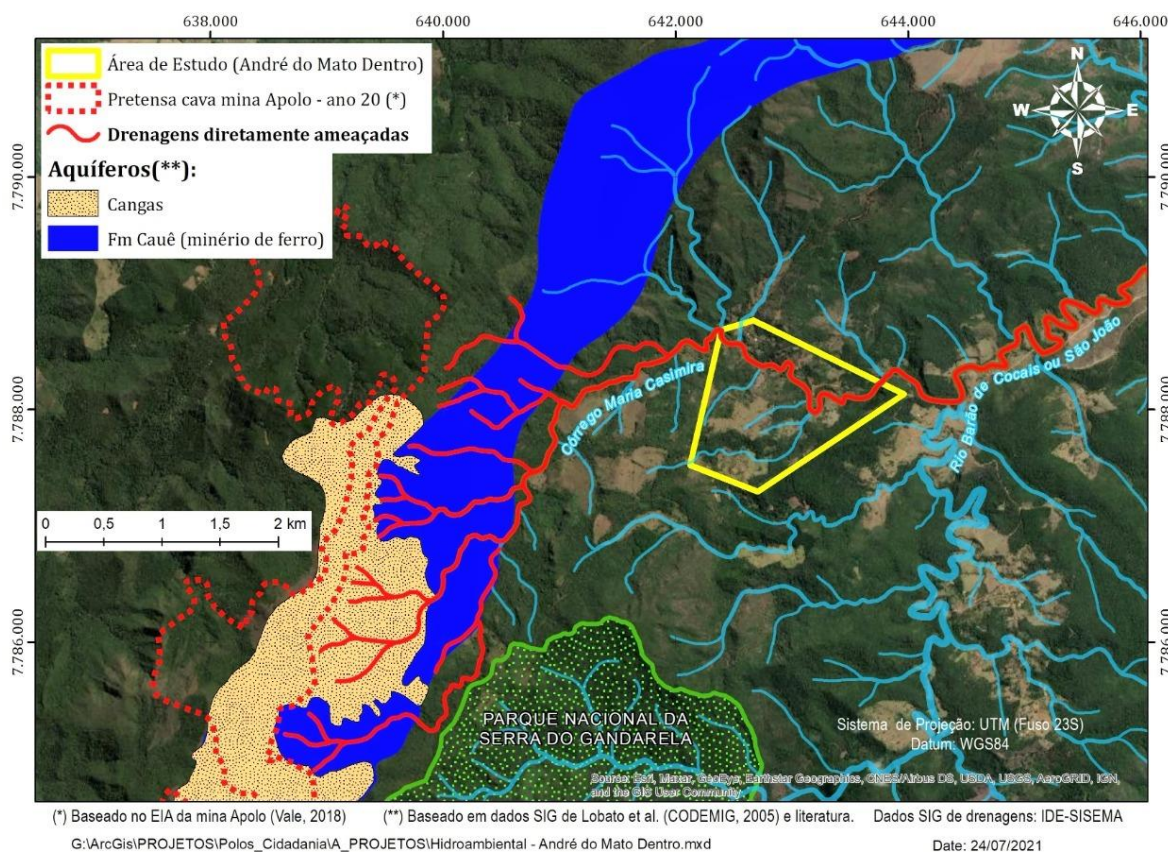 638.000
640.000
642.000
644.000
646.000
Área de Estudo (André do Mato Dentro)
Pretensa cava mina Apolo - ano 20 (*)
Drenagens diretamente ameaçadas
Aquíferos(**):
Cangas
Fm Cauê (minério de ferro)
N
W
E
S
7.790.000
7.790.000
7.788.000
7.788.000
7.786.000
7.786.000
Córrego Maria Casimira
Rio Barão de Cocais ou São João
0 0,5 1 1,5 2 km
PARQUE NACIONAL DA
SERRA DO GANDARELA
Sistema de Projeção: UTM (Fuso 23S)
Datum: WGS84
Source: Esri, Maxar, GeoEye, Earthstar Geographics, CNES/Airbus DS, USDA, USGS, AeroGRID, IGN,
and the GIS User Community
(*) Baseado no EIA da mina Apolo (Vale, 2018) (**) Baseado em dados SIG de Lobato et al. (CODEMIG, 2005) e literatura. Dados SIG de drenagens: IDE-SISEMA
G:\ArcGis\PROJETOS\Polos_Cidadania\A_PROJETOS\Hidroambiental - André do Mato Dentro.mxd Date: 24/07/2021